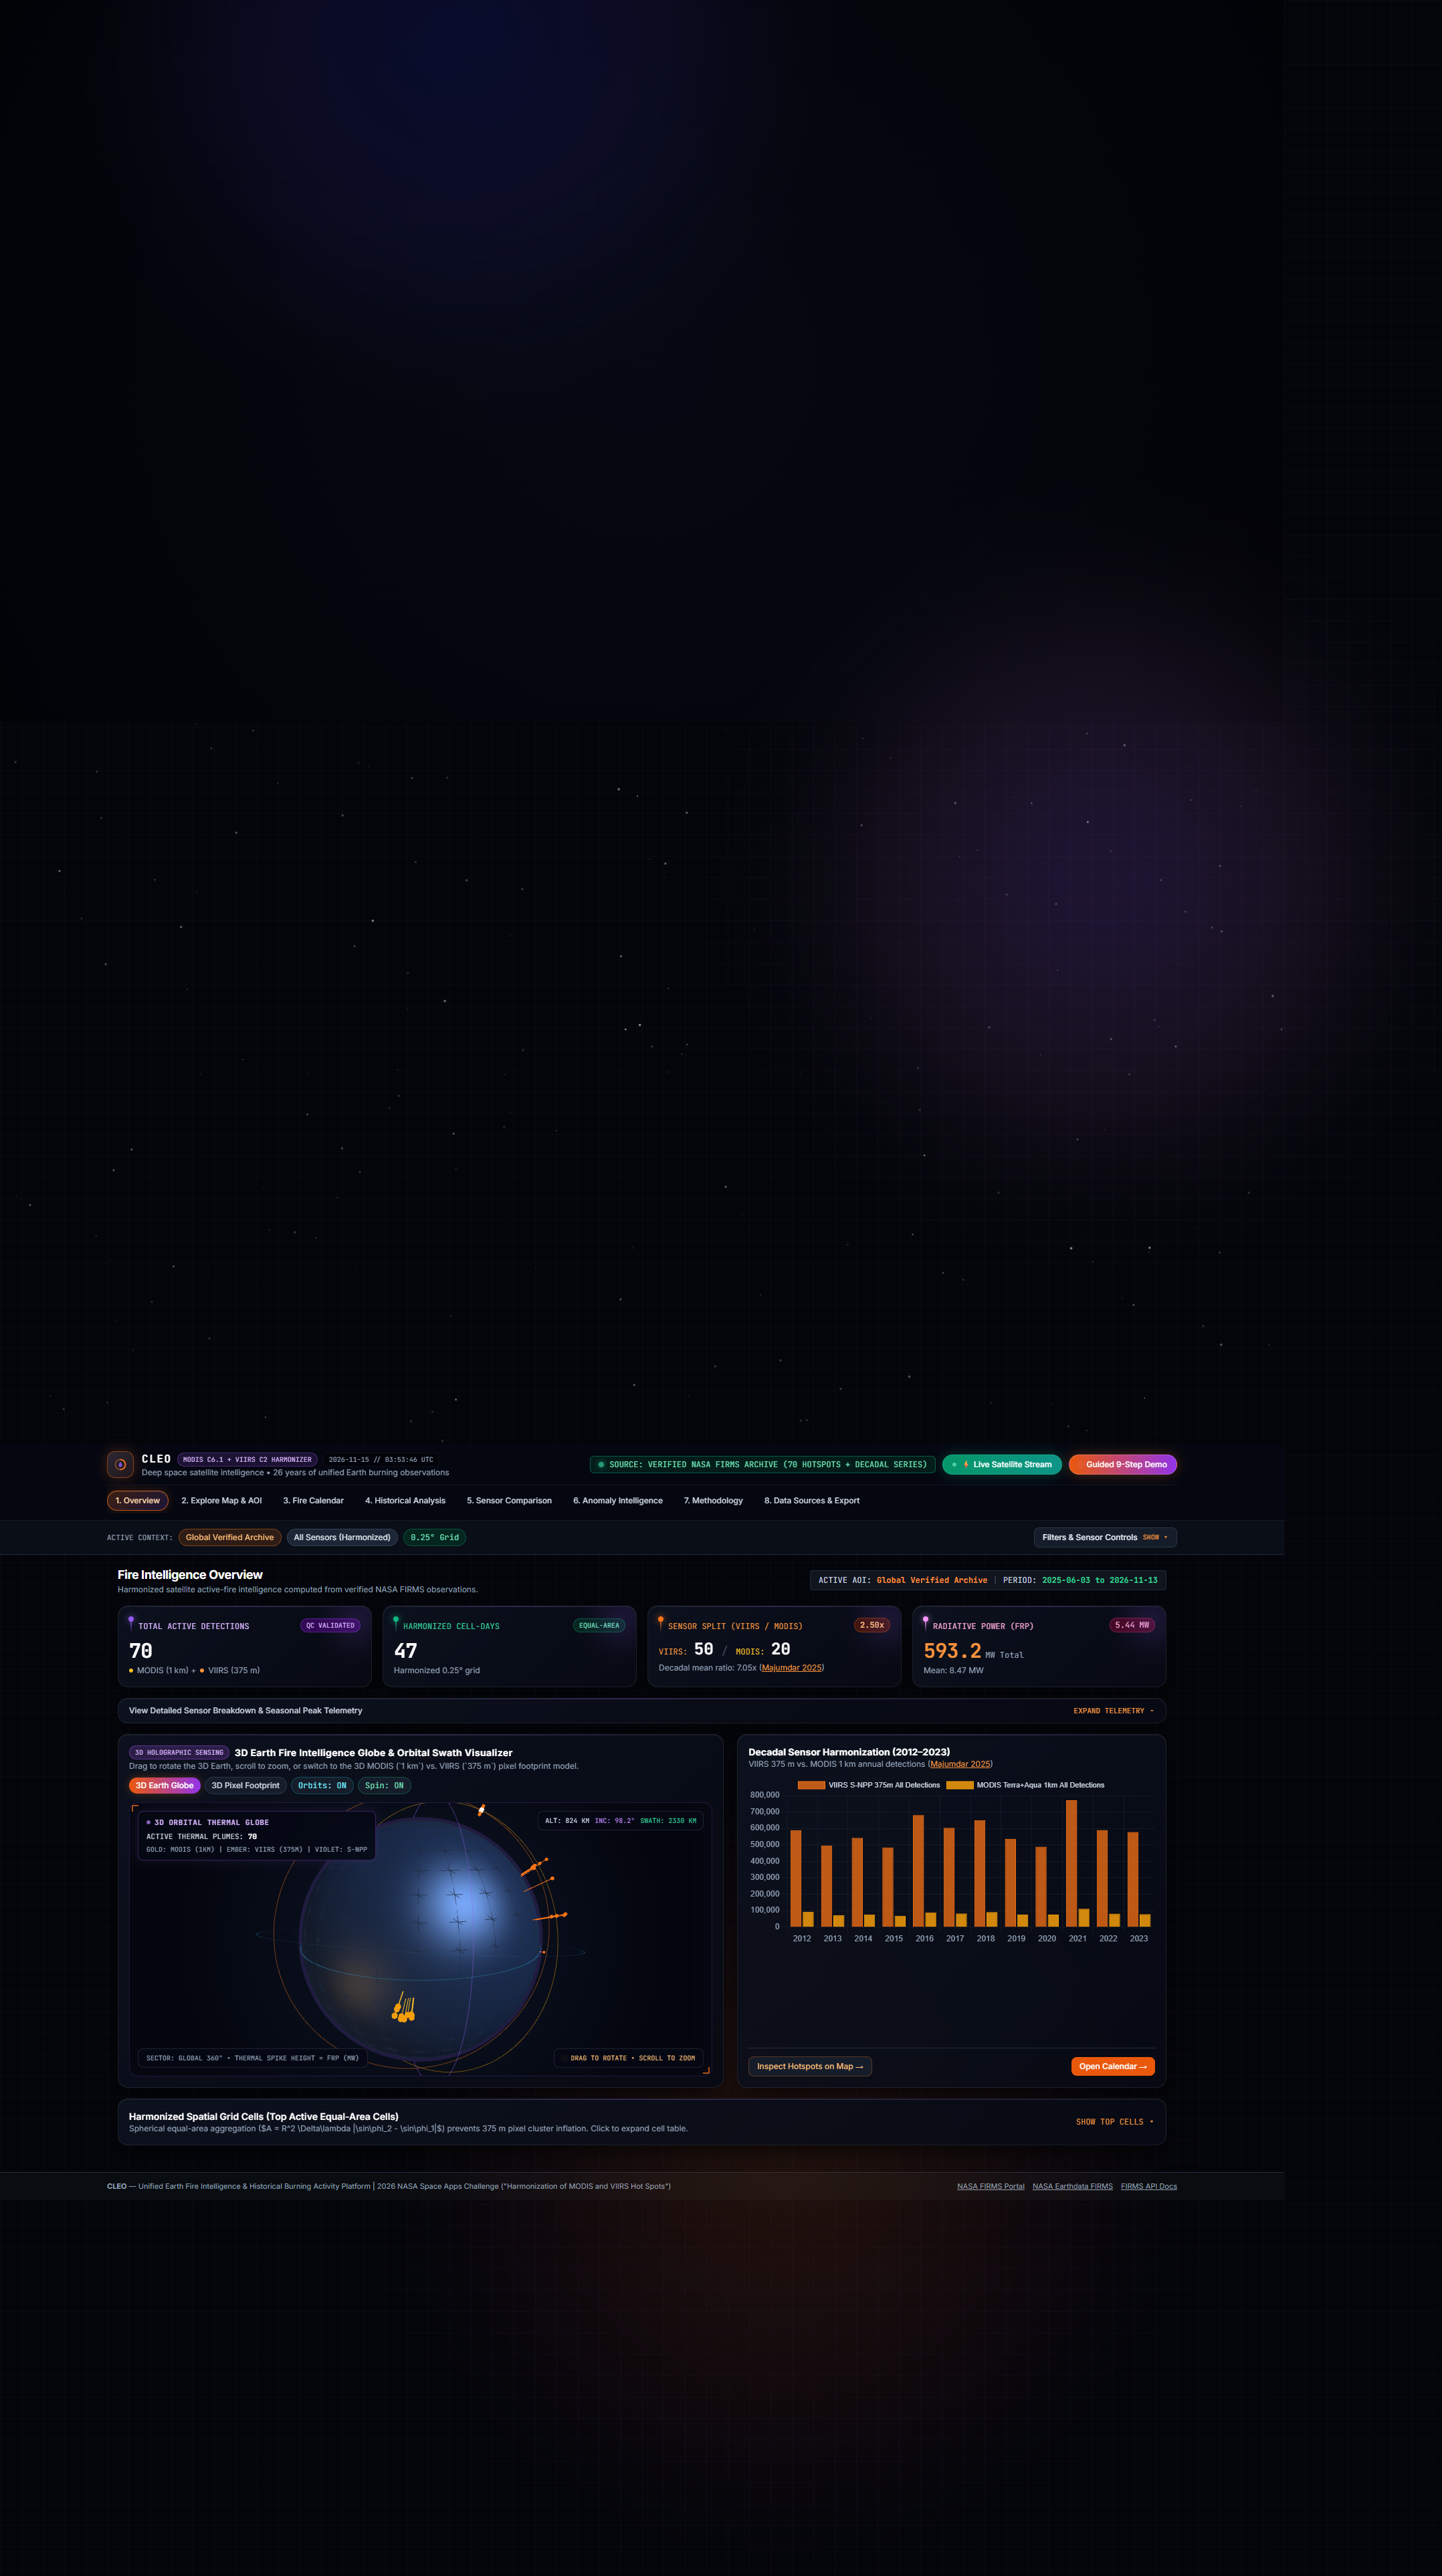 CLEO MODIS C6.1 + VIIRS C2 HARMONIZER 2026-11-15 // 03:53:46 UTC
Deep space satellite intelligence • 26 years of unified Earth burning observations
SOURCE: VERIFIED NASA FIRMS ARCHIVE (70 HOTSPOTS + DECADAL SERIES)
Live Satellite Stream
Guided 9-Step Demo
1. Overview 2. Explore Map & AOI 3. Fire Calendar 4. Historical Analysis 5. Sensor Comparison 6. Anomaly Intelligence 7. Methodology 8. Data Sources & Export
ACTIVE CONTEXT: Global Verified Archive All Sensors (Harmonized) 0.25° Grid
Filters & Sensor Controls SHOW
Fire Intelligence Overview
Harmonized satellite active-fire intelligence computed from verified NASA FIRMS observations.
ACTIVE AOI: Global Verified Archive | PERIOD: 2025-06-03 to 2026-11-13
TOTAL ACTIVE DETECTIONS QC VALIDATED
70
MODIS (1 km) + VIIRS (375 m)
HARMONIZED CELL-DAYS EQUAL-AREA
47
Harmonized 0.25° grid
SENSOR SPLIT (VIIRS / MODIS) 2.50x
VIIRS: 50 / MODIS: 20
Decadal mean ratio: 7.05x (Majumdar 2025)
RADIATIVE POWER (FRP) 5.44 MW
593.2 MW Total
Mean: 8.47 MW
View Detailed Sensor Breakdown & Seasonal Peak Telemetry
EXPAND TELEMETRY
3D HOLOGRAPHIC SENSING 3D Earth Fire Intelligence Globe & Orbital Swath Visualizer
Drag to rotate the 3D Earth, scroll to zoom, or switch to the 3D MODIS (`1 km`) vs. VIIRS (`375 m`) pixel footprint model.
3D Earth Globe 3D Pixel Footprint Orbits: ON Spin: ON
3D ORBITAL THERMAL GLOBE
ACTIVE THERMAL PLUMES: 70
GOLD: MODIS (1KM) | EMBER: VIIRS (375M) | VIOLET: S-NPP
ALT: 824 KM INC: 98.2° SWATH: 2330 KM
SECTOR: GLOBAL 360° • THERMAL SPIKE HEIGHT = FRP (MW)
DRAG TO ROTATE • SCROLL TO ZOOM
Decadal Sensor Harmonization (2012–2023)
VIIRS 375 m vs. MODIS 1 km annual detections (Majumdar 2025)
VIIRS S-NPP 375m All Detections MODIS Terra+Aqua 1km All Detections
800,000
700,000
600,000
500,000
400,000
300,000
200,000
100,000
0
2012 2013 2014 2015 2016 2017 2018 2019 2020 2021 2022 2023
Inspect Hotspots on Map →
Open Calendar →
Harmonized Spatial Grid Cells (Top Active Equal-Area Cells)
Spherical equal-area aggregation ($A = R^2 \Delta\lambda |\sin\phi_2 - \sin\phi_1|$) prevents 375 m pixel cluster inflation. Click to expand cell table.
SHOW TOP CELLS
CLEO — Unified Earth Fire Intelligence & Historical Burning Activity Platform | 2026 NASA Space Apps Challenge ("Harmonization of MODIS and VIIRS Hot Spots")
NASA FIRMS Portal NASA Earthdata FIRMS FIRMS API Docs